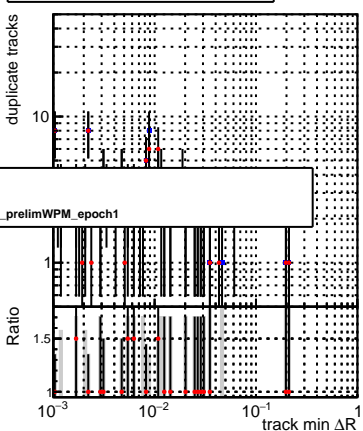 duplicate tracks
10
_prelimWPM_epoch1
1
Ratio
1.5
1
10−3 10−2 10−1 1
track min ΔR